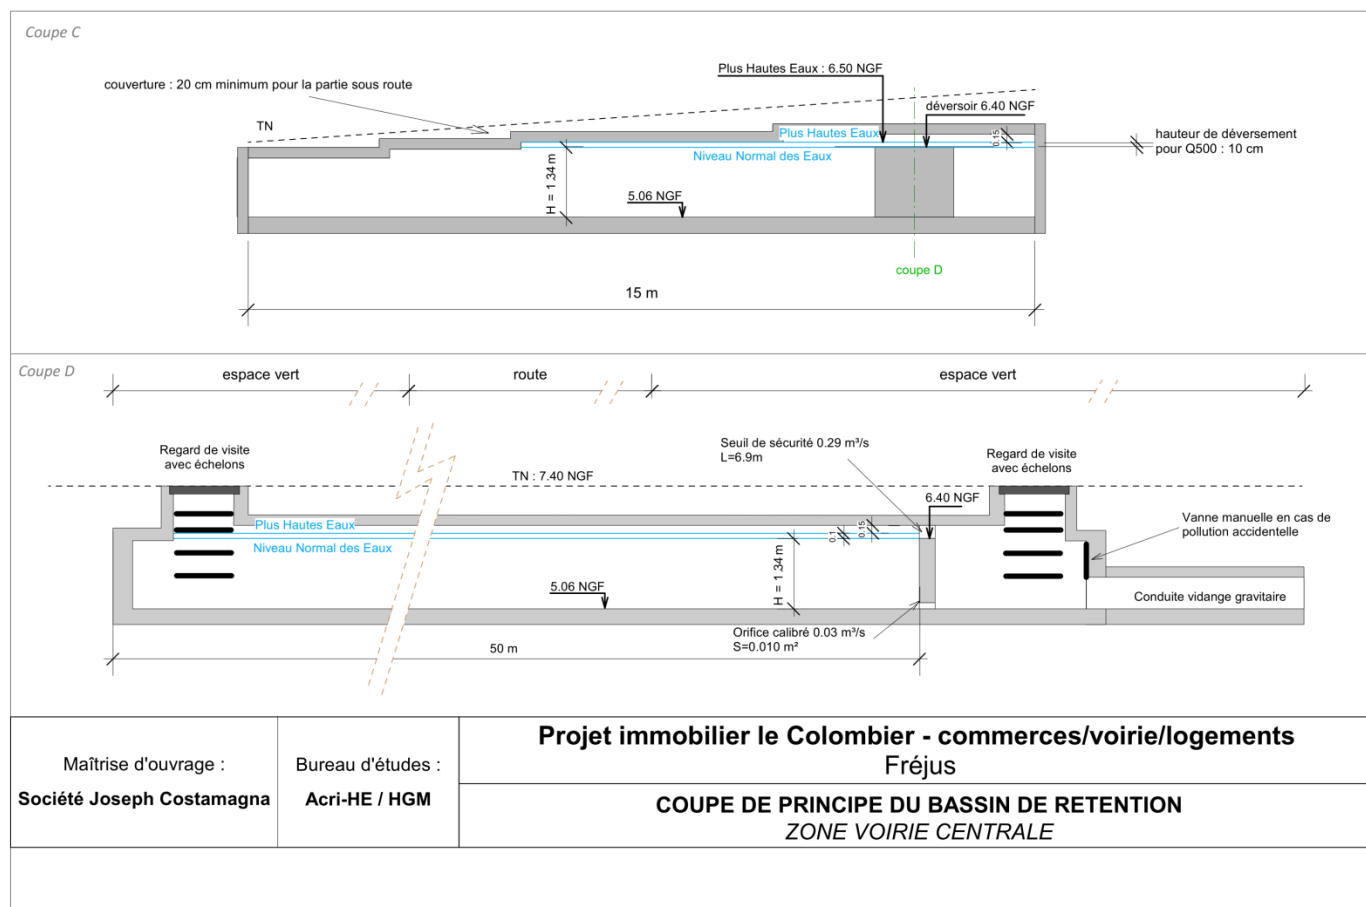 Coupe C
couverture : 20 cm minimum pour la partie sous route
TN
Plus Hautes Eaux : 6.50 NGF
déversoir 6.40 NGF
Plus Hautes Eaux
0.15
hauteur de déversement
pour Q500 : 10 cm
Niveau Normal des Eaux
H = 1.34 m
5.06 NGF
coupe D
15 m
Coupe D
espace vert
route
espace vert
Regard de visite
avec échelons
Seuil de sécurité 0.29 m³/s
L=6.9m
Regard de visite
avec échelons
TN : 7.40 NGF
6.40 NGF
Plus Hautes Eaux
0.1
0.15
Vanne manuelle en cas de
pollution accidentelle
Niveau Normal des Eaux
H = 1.34 m
5.06 NGF
Conduite vidange gravitaire
Orifice calibré 0.03 m³/s
S=0.010 m²
50 m
Maîtrise d'ouvrage :
Société Joseph Costamagna
Bureau d'études :
Acri-HE / HGM
Projet immobilier le Colombier - commerces/voirie/logements
Fréjus
COUPE DE PRINCIPE DU BASSIN DE RETENTION
ZONE VOIRIE CENTRALE